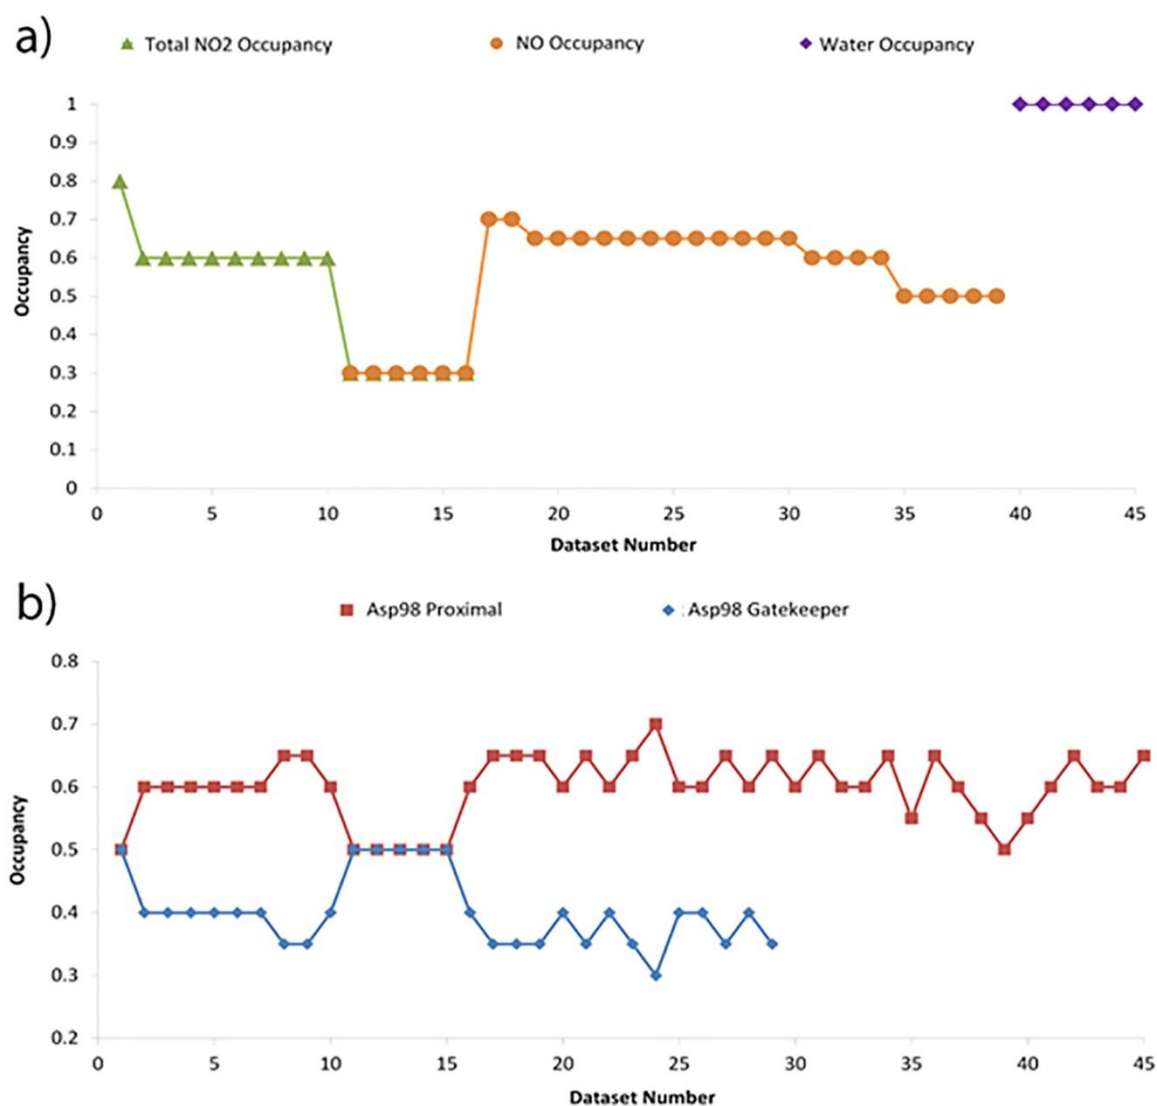 a)
Total NO2 Occupancy NO Occupancy Water Occupancy
1
0.9
0.8
0.7
0.6
0.5
0.4
0.3
0.2
0.1
0
Occupancy
0 5 10 15 20 25 30 35 40 45
Dataset Number
b)
Asp98 Proximal : Asp98 Gatekeeper
0.8
0.7
0.6
0.5
0.4
0.3
0.2
Occupancy
0 5 10 15 20 25 30 35 40 45
Dataset Number